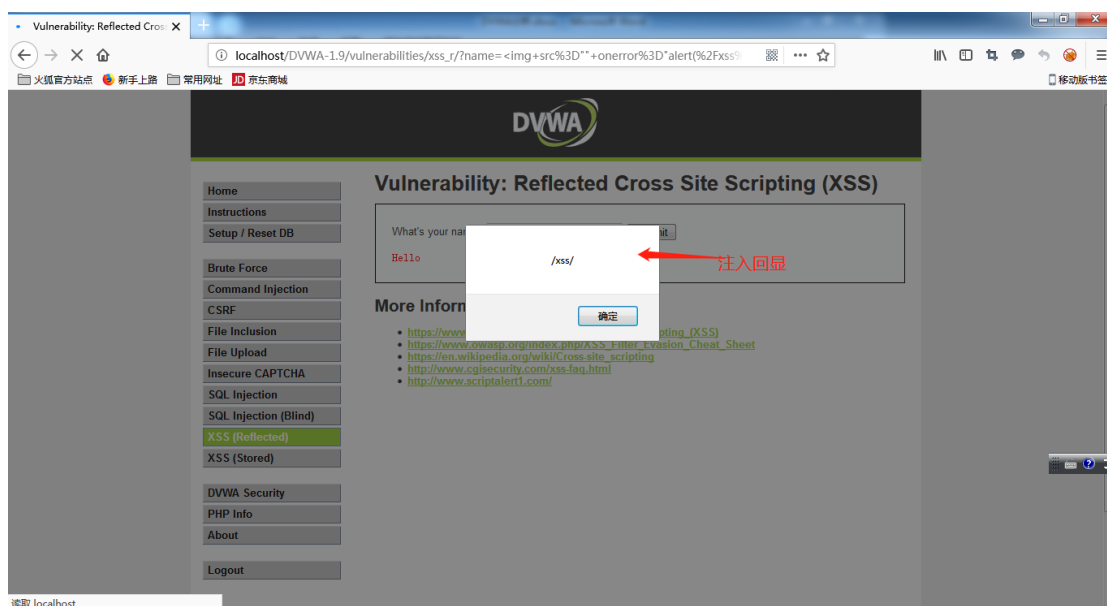 Vulnerability: Reflected Cros
localhost/DVWA-1.9/vulnerabilities/xss_r/?name=<img+src%3D""+onerror%3D"alert(%2Fxss%
火狐官方站点 新手上路 常用网址 JD 京东商城 移动版书签
DVWA
Vulnerability: Reflected Cross Site Scripting (XSS)
Home
Instructions
Setup / Reset DB
Brute Force
Command Injection
CSRF
File Inclusion
File Upload
Insecure CAPTCHA
SQL Injection
SQL Injection (Blind)
XSS (Reflected)
XSS (Stored)
DVWA Security
PHP Info
About
Logout
What's your nam
it
Hello
/xss/
确定
注入回显
More Inforn
https://www pting_(XSS)
https://www.owasp.org/index.php/XSS_Filter_Evasion_Cheat_Sheet
https://en.wikipedia.org/wiki/Cross-site_scripting
http://www.cgisecurity.com/xss-faq.html
http://www.scriptalert1.com/
读取 localhost